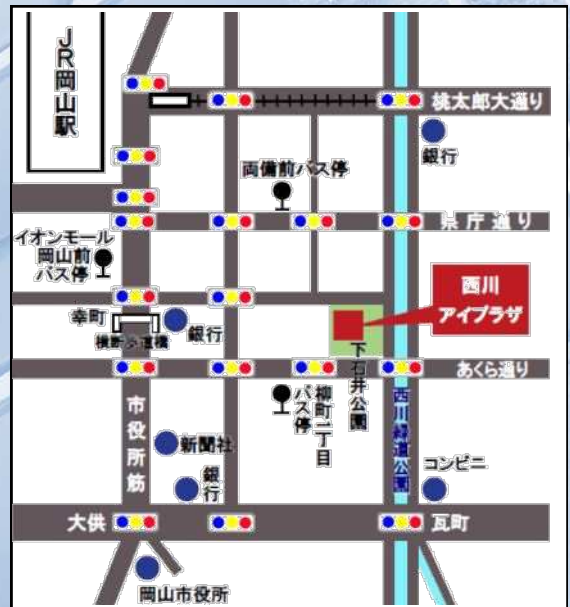 JR岡山駅
桃太郎大通り
銀行
両備前バス停
県庁通り
イオンモール
岡山前
バス停
西川
アイプラザ
幸町
横断歩道橋
銀行
下石井公園
あくら通り
市役所筋
柳町一丁目
バス停
西川緑道公園
新聞社
銀行
コンビニ
大供
瓦町
岡山市役所